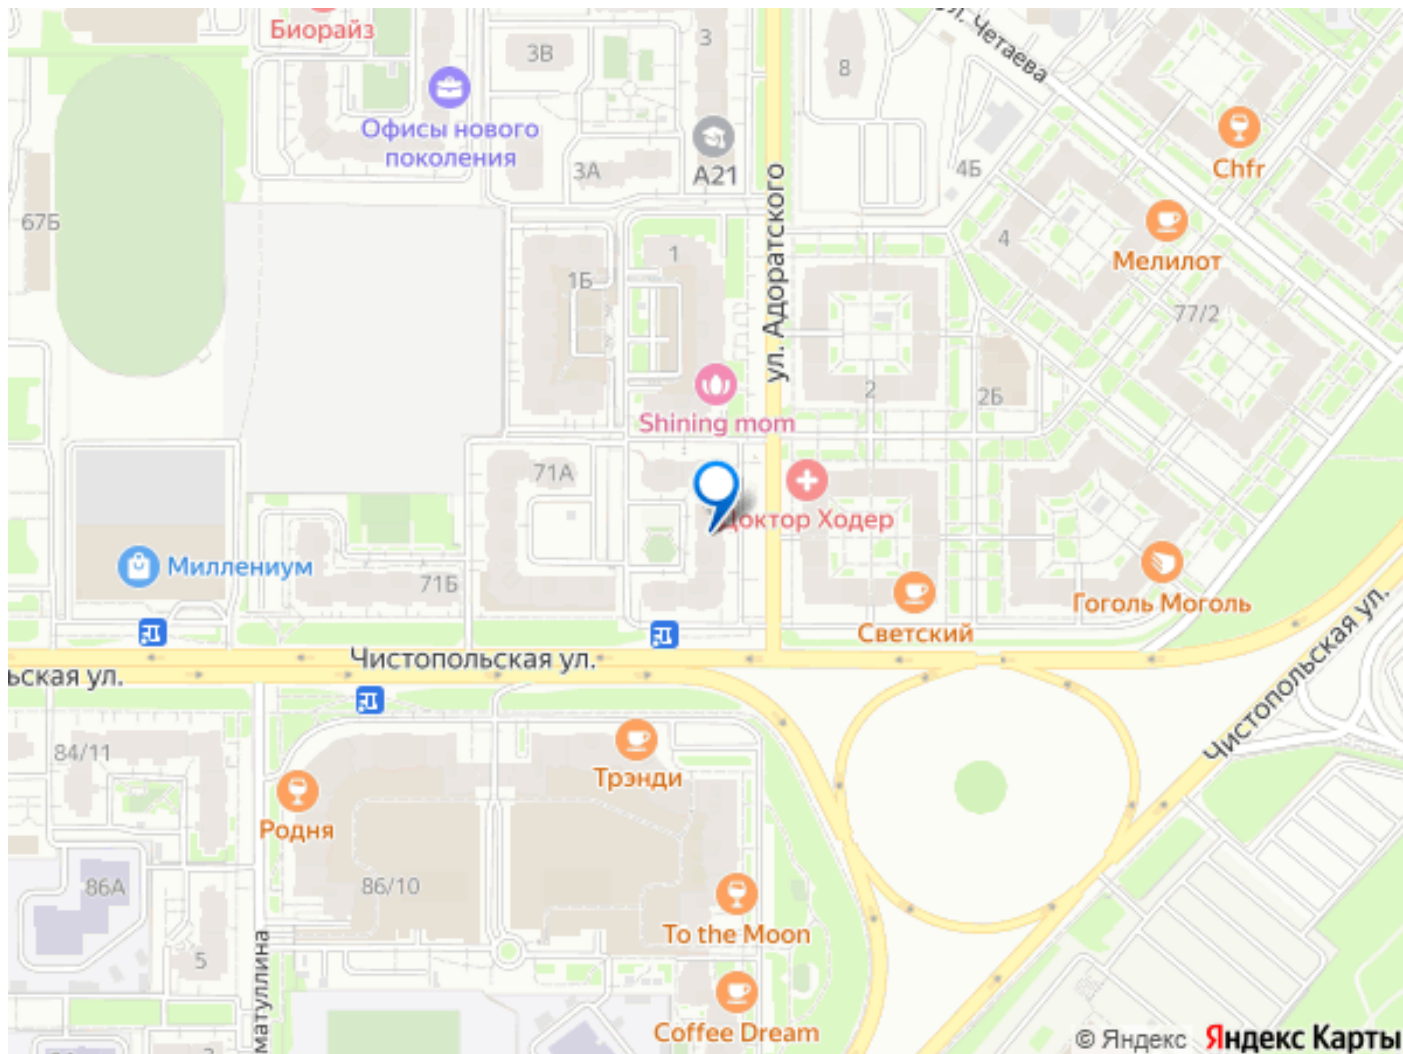 Биорайз
3В
3
8
ул. Четаева
Офисы нового
поколения
3А
А21
4Б
Chfr
67Б
ул. Адоратского
4
Мелилот
1
1Б
77/2
2
2Б
Shining mom
71А
Доктор Ходер
Миллениум
71Б
Гоголь Моголь
Светский
Чистопольская ул.
ьская ул.
Чистопольская ул.
84/11
Трэнди
Родня
86А
86/10
To the Moon
5
матуллина
Coffee Dream
© Яндекс Яндекс Карты